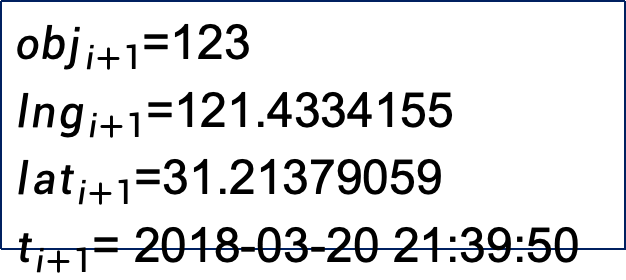 obj_{i+1}=123
lng_{i+1}=121.4334155
lat_{i+1}=31.21379059
t_{i+1}= 2018-03-20 21:39:50